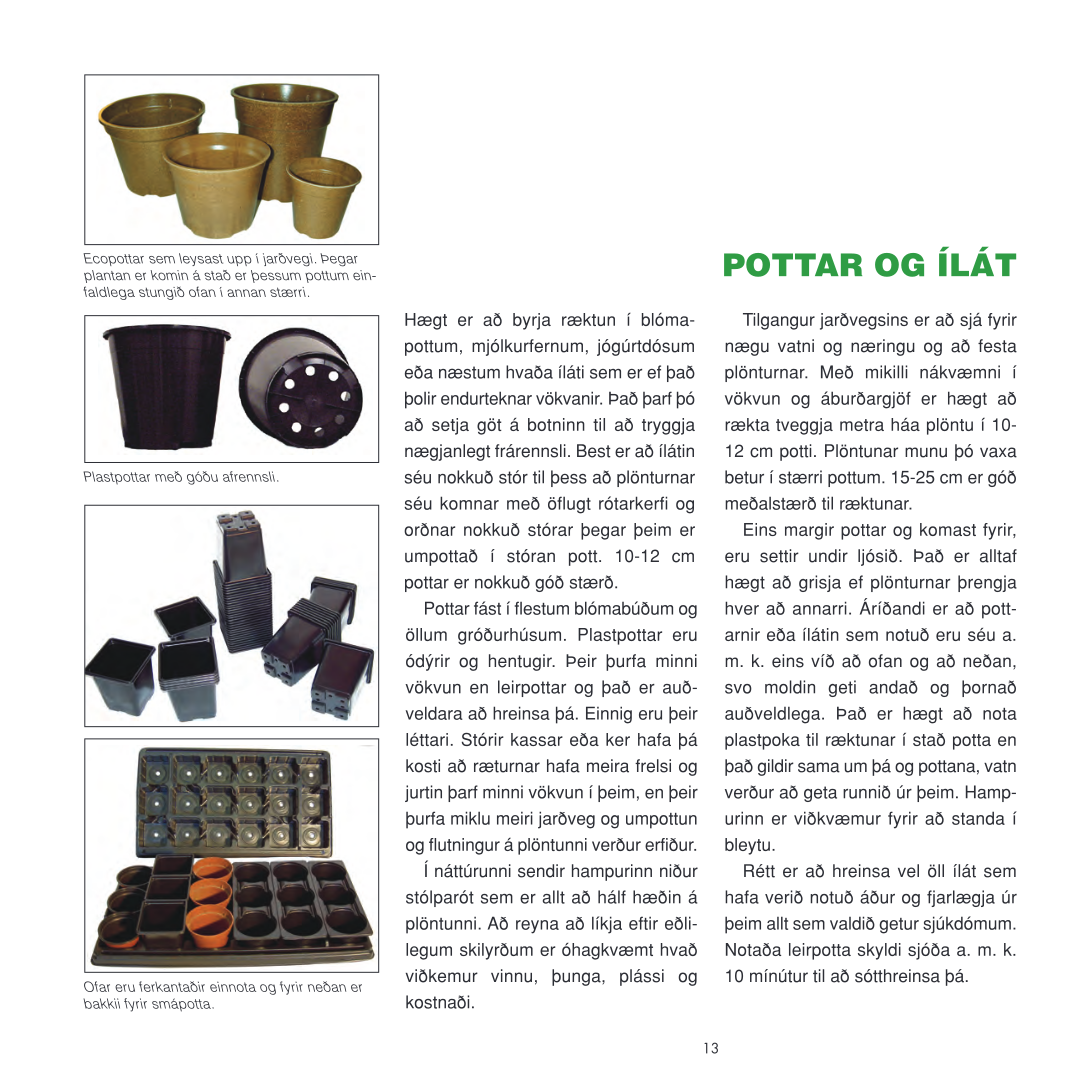 POTTAR OG ÍLÁT
Ecopottar sem leysast upp í jarðvegi. Þegar
plantan er komin á stað er þessum pottum ein-
faldlega stungið ofan í annan stærri.
Plastpottar með góðu afrennsli.
Ofar eru ferkantaðir einnota og fyrir neðan er
bakkii fyrir smápotta.
Hægt er að byrja ræktun í blóma-
pottum, mjólkurfernum, jógúrtdósum
eða næstum hvaða íláti sem er ef það
þolir endurteknar vökvanir. Það þarf þó
að setja göt á botninn til að tryggja
nægjanlegt frárennsli. Best er að ílátin
séu nokkuð stór til þess að plönturnar
séu komnar með öflugt rótarkerfi og
orðnar nokkuð stórar þegar þeim er
umpottað í stóran pott. 10-12 cm
pottar er nokkuð góð stærð.
Pottar fást í flestum blómabúðum og
öllum gróðurhúsum. Plastpottar eru
ódýrir og hentugir. Þeir þurfa minni
vökvun en leirpottar og það er auð-
veldara að hreinsa þá. Einnig eru þeir
léttari. Stórir kassar eða ker hafa þá
kosti að ræturnar hafa meira frelsi og
jurtin þarf minni vökvun í þeim, en þeir
þurfa miklu meiri jarðveg og umpottun
og flutningur á plöntunni verður erfiður.
Í náttúrunni sendir hampurinn niður
stólparót sem er allt að hálf hæðin á
plöntunni. Að reyna að líkja eftir eðli-
legum skilyrðum er óhagkvæmt hvað
viðkemur vinnu, þunga, plássi og
kostnaði.
Tilgangur jarðvegsins er að sjá fyrir
nægu vatni og næringu og að festa
plönturnar. Með mikilli nákvæmni í
vökvun og áburðargjöf er hægt að
rækta tveggja metra háa plöntu í 10-
12 cm potti. Plöntunar munu þó vaxa
betur í stærri pottum. 15-25 cm er góð
meðalstærð til ræktunar.
Eins margir pottar og komast fyrir,
eru settir undir ljósið. Það er alltaf
hægt að grisja ef plönturnar þrengja
hver að annarri. Áríðandi er að pott-
arnir eða ílátin sem notuð eru séu a.
m. k. eins víð að ofan og að neðan,
svo moldin geti andað og þornað
auðveldlega. Það er hægt að nota
plastpoka til ræktunar í stað potta en
það gildir sama um þá og pottana, vatn
verður að geta runnið úr þeim. Hamp-
urinn er viðkvæmur fyrir að standa í
bleytu.
Rétt er að hreinsa vel öll ílát sem
hafa verið notuð áður og fjarlægja úr
þeim allt sem valdið getur sjúkdómum.
Notaða leirpotta skyldi sjóða a. m. k.
10 mínútur til að sótthreinsa þá.
13